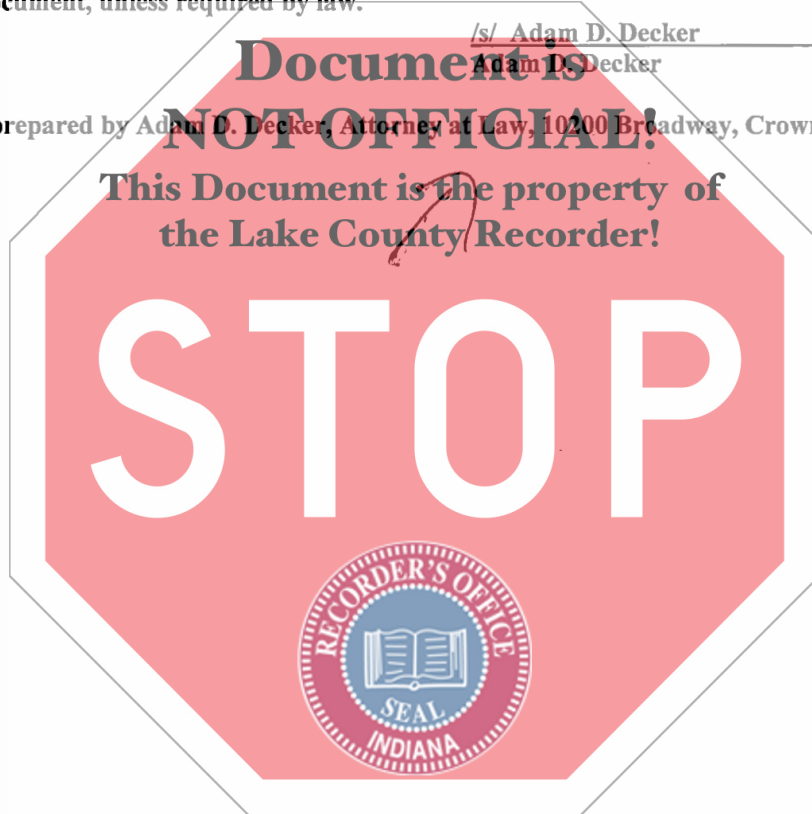 cument, unless required by law.
/s/ Adam D. Decker
Document is
Adam D. Decker
NOT OFFICIAL!
prepared by Adam D. Decker, Attorney at Law, 10200 Broadway, Crown
This Document is the property of
the Lake County Recorder!
STOP
RECORDER'S OFFICE
SEAL
INDIANA